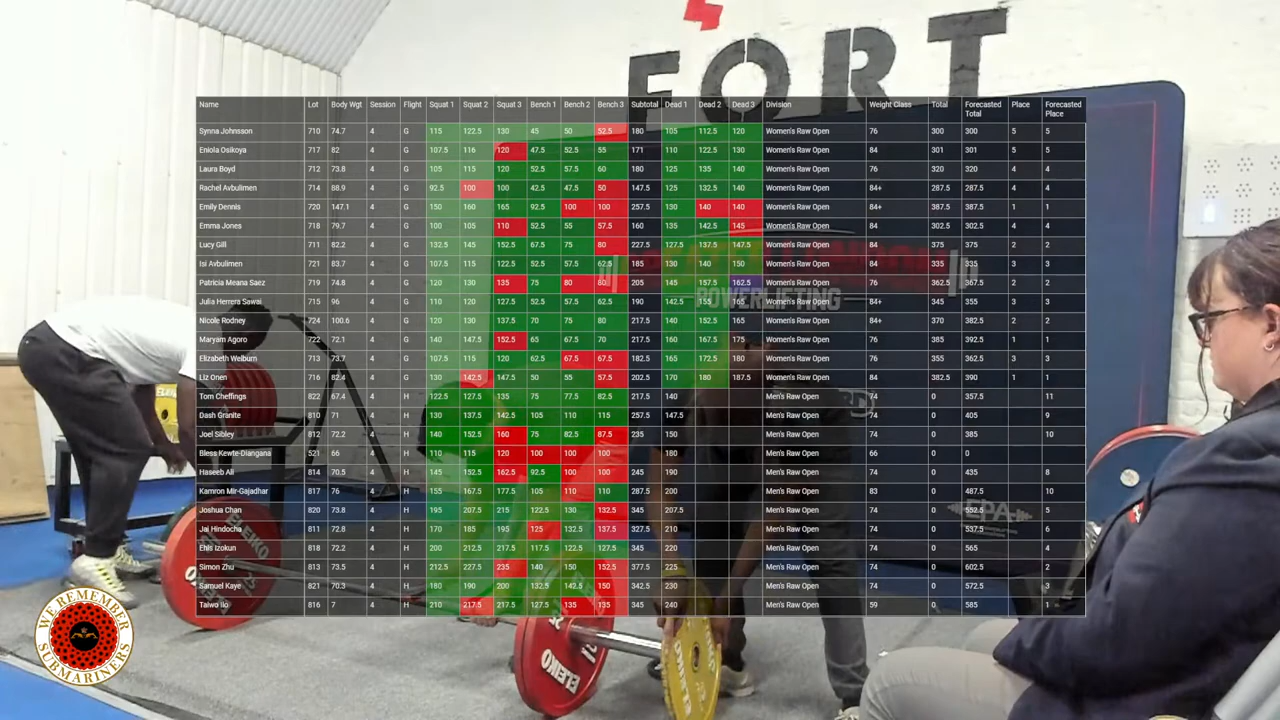 FORT
Name Lot Body Wgt Session Flight Squat 1 Squat 2 Squat 3 Bench 1 Bench 2 Bench 3 Subtotal Dead 1 Dead 2 Dead 3 Division Weight Class Total Forecasted Total Place Forecasted Place
Synna Johnsson 710 74.7 4 G 115 122.5 130 45 50 52.5 180 105 112.5 120 Women's Raw Open 76 300 300 5 5
Eniola Osikoya 717 82 4 G 107.5 116 120 47.5 52.5 55 171 110 122.5 130 Women's Raw Open 84 301 301 5 5
Laura Boyd 712 73.8 4 G 105 115 120 52.5 57.5 60 180 125 135 140 Women's Raw Open 76 320 320 4 4
Rachel Avbulimen 714 88.9 4 G 92.5 100 100 42.5 47.5 50 147.5 125 132.5 140 Women's Raw Open 84+ 287.5 287.5 4 4
Emily Dennis 720 147.1 4 G 150 160 165 92.5 100 100 257.5 130 140 140 Women's Raw Open 84+ 387.5 387.5 1 1
Emma Jones 718 79.7 4 G 100 105 110 52.5 55 57.5 160 135 142.5 145 Women's Raw Open 84 302.5 302.5 4 4
Lucy Gill 711 82.2 4 G 132.5 145 152.5 67.5 75 80 227.5 127.5 137.5 147.5 Women's Raw Open 84 375 375 2 2
Isi Avbulimen 721 83.7 4 G 107.5 115 122.5 52.5 57.5 62.5 185 130 140 150 Women's Raw Open 84 335 335 3 3
Patricia Meana Saez 719 74.8 4 G 120 130 135 75 80 80 205 145 157.5 162.5 Women's Raw Open 76 362.5 367.5 2 2
Julia Herrera Sawai 715 96 4 G 110 120 127.5 52.5 57.5 62.5 190 142.5 155 165 Women's Raw Open 84+ 345 355 3 3
Nicole Rodney 724 100.6 4 G 120 130 137.5 70 75 80 217.5 140 152.5 165 Women's Raw Open 84+ 370 382.5 2 2
Maryam Agoro 722 72.1 4 G 140 147.5 152.5 65 67.5 70 217.5 160 167.5 175 Women's Raw Open 76 385 392.5 1 1
Elizabeth Welburn 713 73.7 4 G 107.5 115 120 62.5 67.5 67.5 182.5 165 172.5 180 Women's Raw Open 76 355 362.5 3 3
Liz Onen 716 82.4 4 G 130 142.5 147.5 50 55 57.5 202.5 170 180 187.5 Women's Raw Open 84 382.5 390 1 1
Tom Cheffings 822 67.4 4 H 122.5 127.5 135 75 77.5 82.5 217.5 140 Men's Raw Open 74 0 357.5 11
Dash Granite 810 71 4 H 130 137.5 142.5 105 110 115 257.5 147.5 Men's Raw Open 74 0 405 9
Joel Sibley 812 72.2 4 H 140 152.5 160 75 82.5 87.5 235 150 Men's Raw Open 74 0 385 10
Bless Kewte-Diangana 521 66 4 H 110 115 120 100 100 100 180 Men's Raw Open 66 0 0
Haseeb Ali 814 70.5 4 H 145 152.5 162.5 92.5 100 100 245 190 Men's Raw Open 74 0 435 8
Kamron Mir-Gajadhar 817 76 4 H 155 167.5 177.5 105 110 110 287.5 200 Men's Raw Open 83 0 487.5 10
Joshua Chan 820 73.8 4 H 195 207.5 215 122.5 130 132.5 345 207.5 Men's Raw Open 74 0 552.5 5
Jai Hindocha 811 72.8 4 H 170 185 195 125 132.5 137.5 327.5 210 Men's Raw Open 74 0 537.5 6
Ehis Izokun 818 72.2 4 H 200 212.5 217.5 117.5 122.5 127.5 345 220 Men's Raw Open 74 0 565 4
Simon Zhu 813 73.5 4 H 212.5 227.5 235 140 150 152.5 377.5 225 Men's Raw Open 74 0 602.5 2
Samuel Kaye 821 70.3 4 H 180 190 200 132.5 142.5 150 342.5 230 Men's Raw Open 74 0 572.5 3
Taiwo Ilo 816 7 4 H 210 217.5 217.5 127.5 135 135 345 240 Men's Raw Open 59 0 585 1
POWERLIFTING
EPA
ELEIKO
ELEIKO
ELEIKO
WE REMEMBER
SUBMARINERS